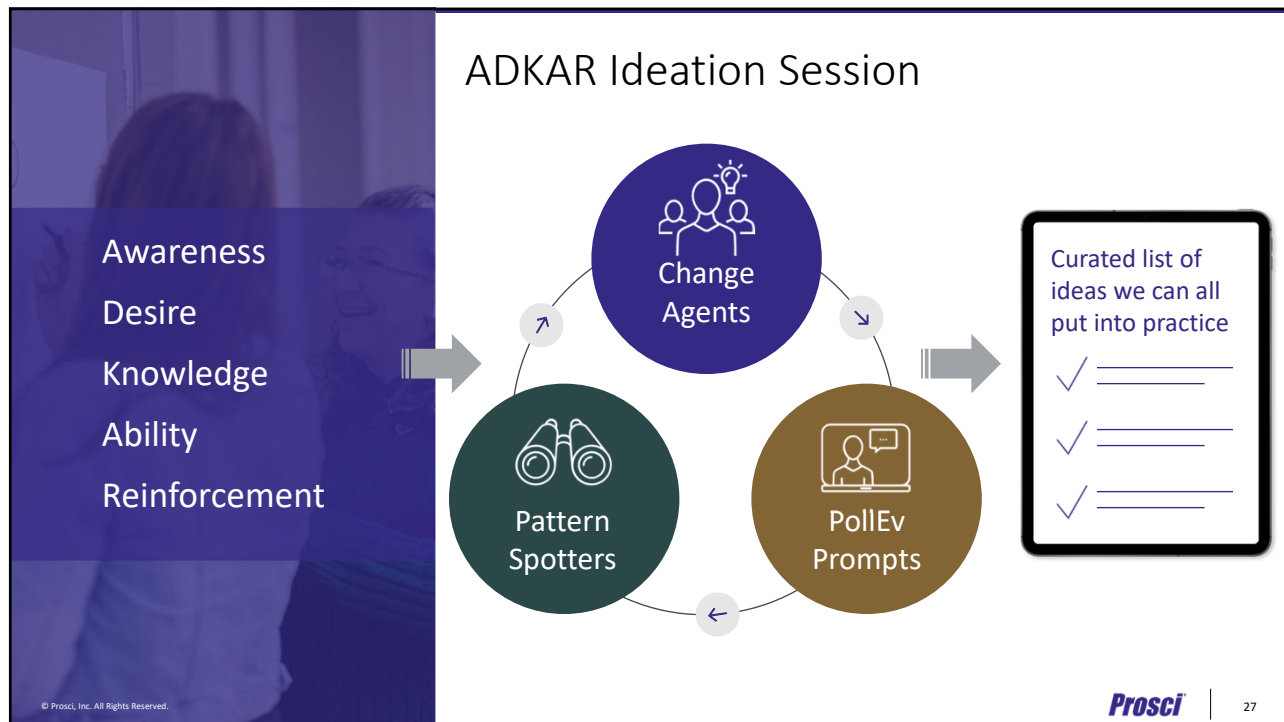 ADKAR Ideation Session
Awareness
Desire
Knowledge
Ability
Reinforcement
Change
Agents
Pattern
Spotters
PollEv
Prompts
Curated list of
ideas we can all
put into practice
© Prosci, Inc. All Rights Reserved.
Prosci
27